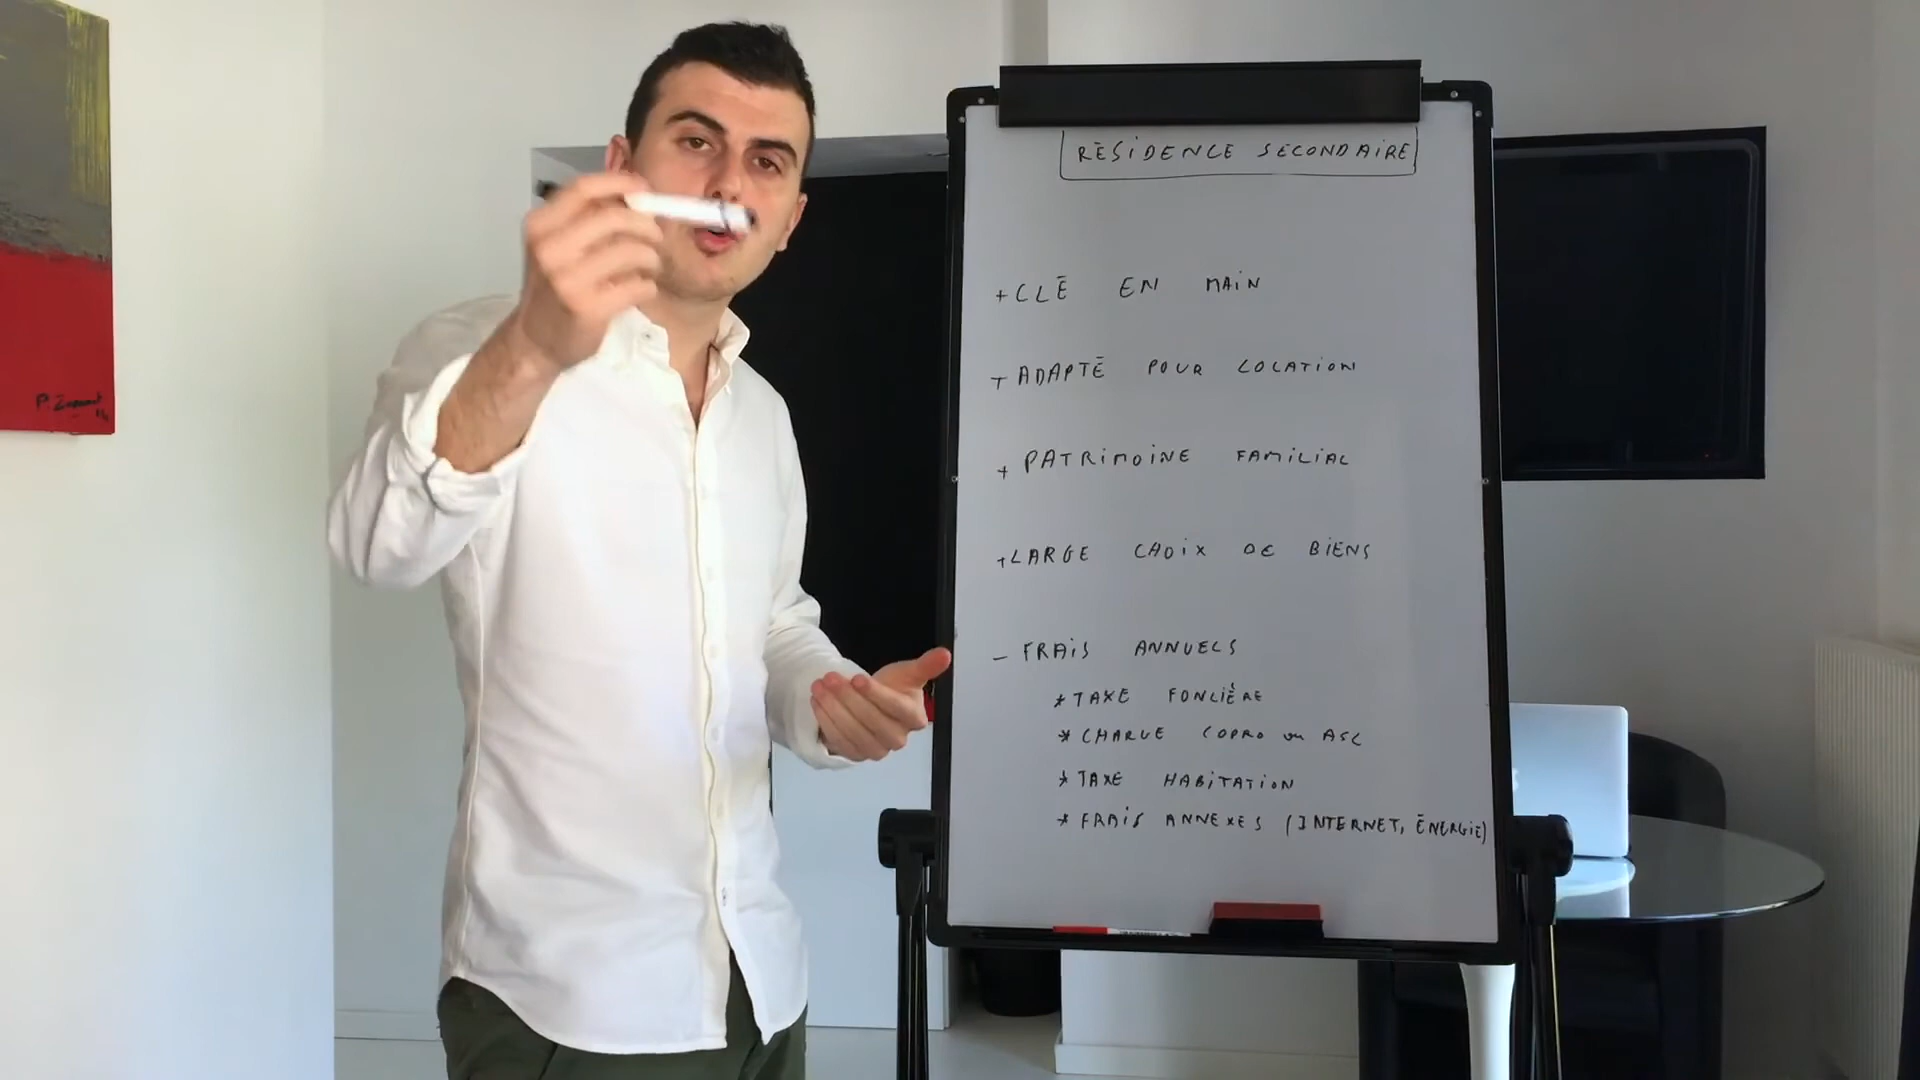 RÉSIDENCE SECONDAIRE
+ CLÉ EN MAIN
+ ADAPTÉ POUR LOCATION
+ PATRIMOINE FAMILIAL
+ LARGE CHOIX DE BIENS
- FRAIS ANNUELS
* TAXE FONCIÈRE
* CHARGE COPRO ou ASL
* TAXE HABITATION
* FRAIS ANNEXES (INTERNET, ÉNERGIE)